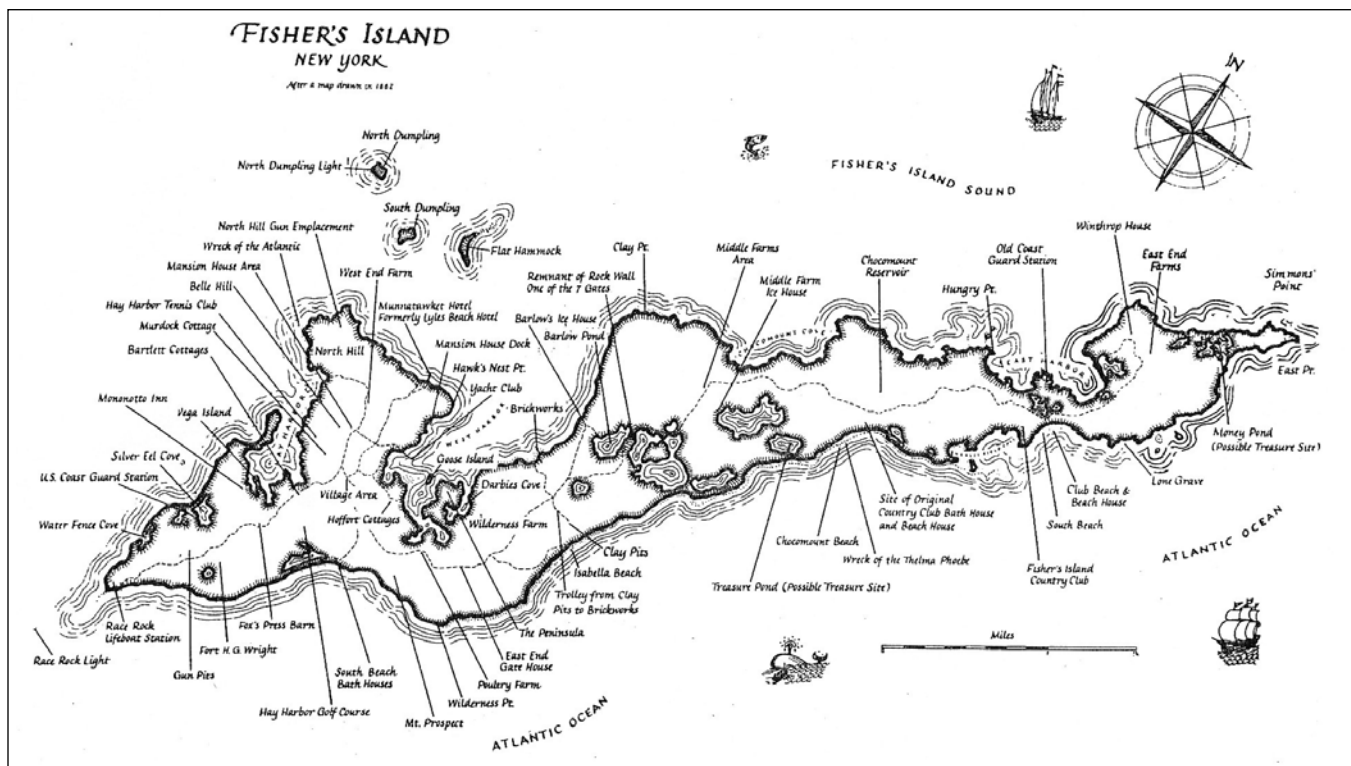 FISHER'S ISLAND
NEW YORK
After a map drawn in 1882
N
North Dumpling
North Dumpling Light
South Dumpling
Flat Hammock
FISHER'S ISLAND SOUND
North Hill Gun Emplacement
Wreck of the Atlantic
Mansion House Area
Belle Hill
Hay Harbor Tennis Club
Murdock Cottage
Bartlett Cottages
Mononotto Inn
Vega Island
Silver Eel Cove
U.S. Coast Guard Station
Water Fence Cove
West End Farm
Munnatawket Hotel
Formerly Lyles Beach Hotel
Mansion House Dock
Hawk's Nest Pt.
Yacht Club
Brickworks
North Hill
WEST HARBOR
Goose Island
Darbies Cove
Village Area
Hoffort Cottages
Wilderness Farm
Barlow's Ice House
Barlow Pond
Remnant of Rock Wall
One of the 7 Gates
Clay Pt.
Middle Farms
Area
Middle Farm
Ice House
CHOCOMOUNT COVE
Chocomount
Reservoir
Hungry Pt.
Old Coast
Guard Station
EAST HARBOR
Winthrop House
East End
Farms
Simmons'
Point
East Pt.
Money Pond
(Possible Treasure Site)
Lone Grave
Club Beach &
Beach House
South Beach
Fisher's Island
Country Club
Site of Original
Country Club Bath House
and Beach House
Wreck of the Thelma Phoebe
Chocomount Beach
Treasure Pond (Possible Treasure Site)
Clay Pits
Isabella Beach
Trolley from Clay
Pits to Brickworks
The Peninsula
East End
Gate House
Poultery Farm
Wilderness Pt.
Mt. Prospect
South Beach
Bath Houses
Hay Harbor Golf Course
Fox's Press Barn
Fort H. G. Wright
Gun Pits
Race Rock
Lifeboat Station
Race Rock Light
ATLANTIC OCEAN
ATLANTIC OCEAN
Miles